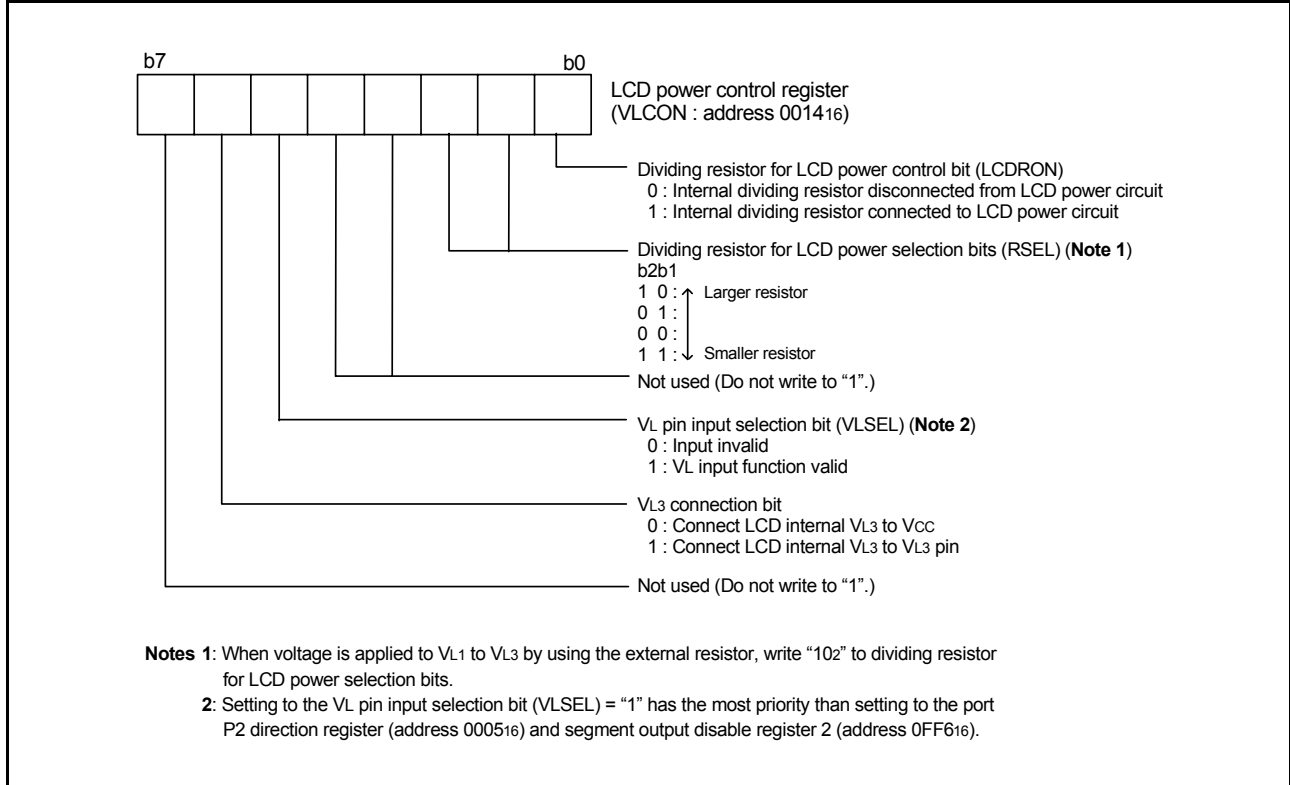 b7 b0
LCD power control register
(VLCON : address 001416)
Dividing resistor for LCD power control bit (LCDRON)
0 : Internal dividing resistor disconnected from LCD power circuit
1 : Internal dividing resistor connected to LCD power circuit
Dividing resistor for LCD power selection bits (RSEL) (Note 1)
b2b1
1 0 : ↑ Larger resistor
0 1 :
0 0 :
1 1 : ↓ Smaller resistor
Not used (Do not write to “1”.)
VL pin input selection bit (VLSEL) (Note 2)
0 : Input invalid
1 : VL input function valid
VL3 connection bit
0 : Connect LCD internal VL3 to VCC
1 : Connect LCD internal VL3 to VL3 pin
Not used (Do not write to “1”.)
Notes 1: When voltage is applied to VL1 to VL3 by using the external resistor, write “102” to dividing resistor
for LCD power selection bits.
2: Setting to the VL pin input selection bit (VLSEL) = “1” has the most priority than setting to the port
P2 direction register (address 000516) and segment output disable register 2 (address 0FF616).